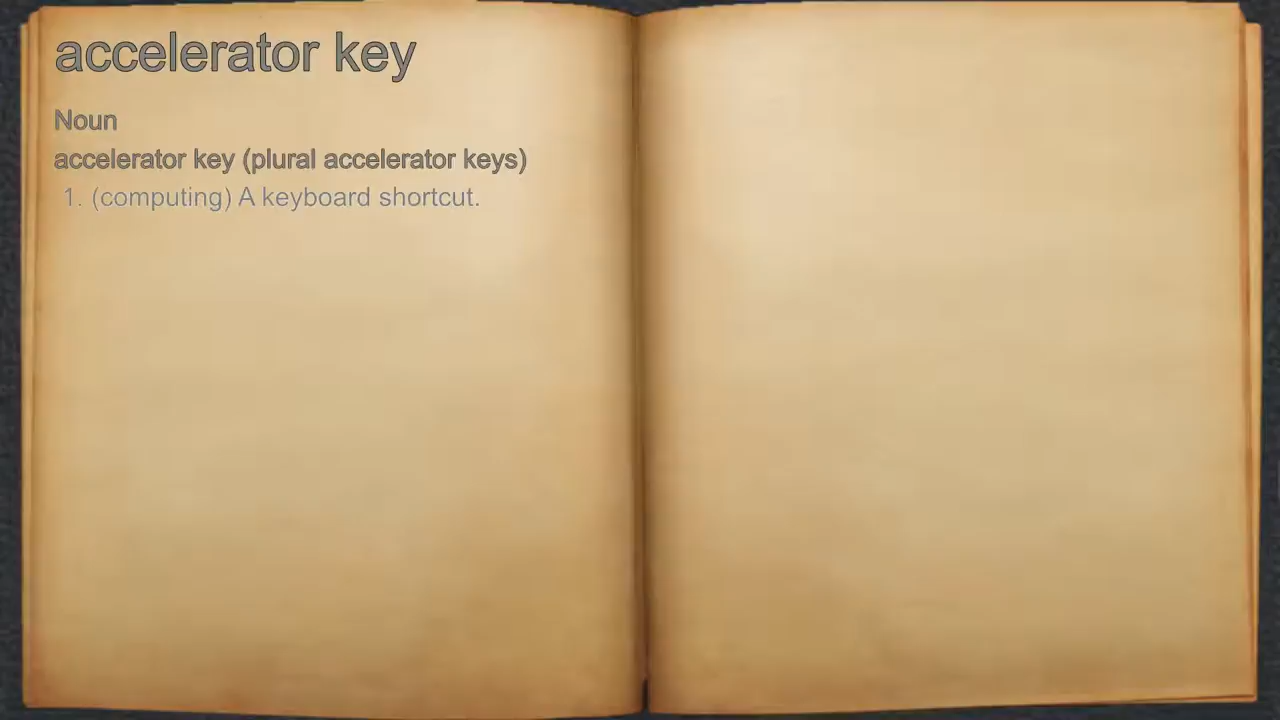 accelerator key
Noun
accelerator key (plural accelerator keys)
1. (computing) A keyboard shortcut.